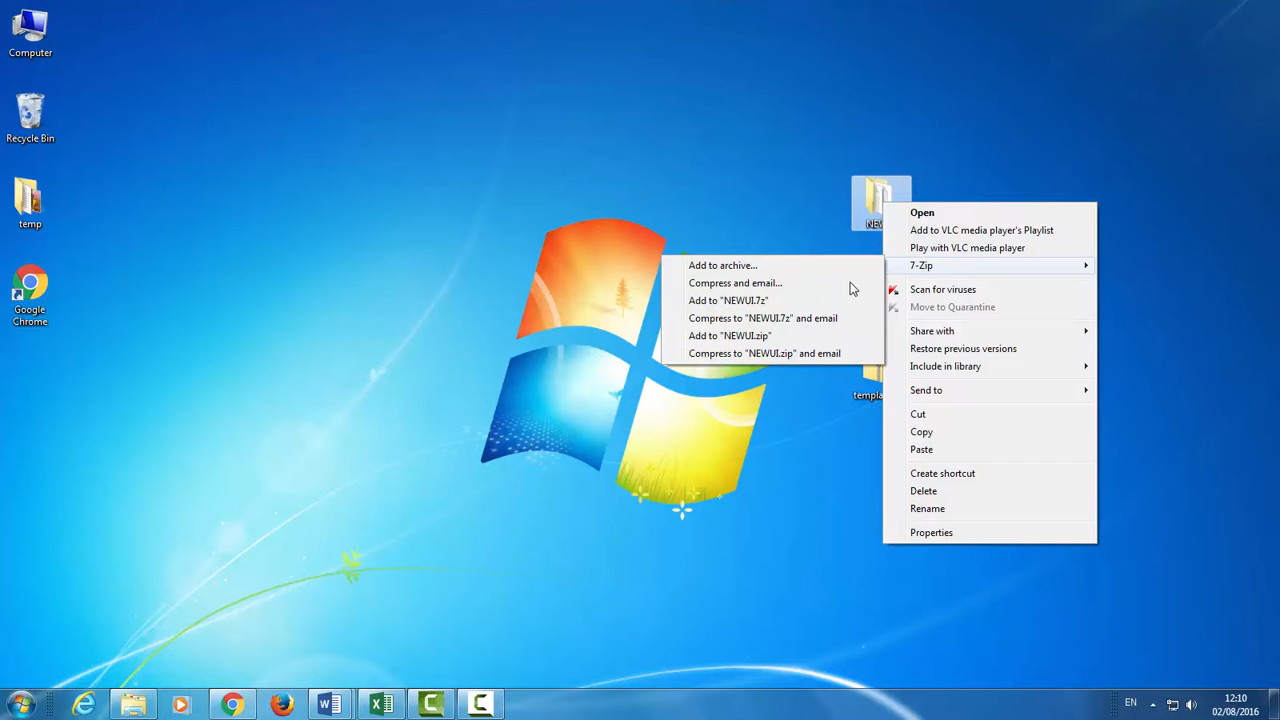 Computer
Recycle Bin
temp
Google
Chrome
NEW
Open
Add to VLC media player's Playlist
Play with VLC media player
7-Zip
Scan for viruses
Move to Quarantine
Share with
Restore previous versions
Include in library
Send to
Cut
Copy
Paste
Create shortcut
Delete
Rename
Properties
Add to archive...
Compress and email...
Add to "NEWUI.7z"
Compress to "NEWUI.7z" and email
Add to "NEWUI.zip"
Compress to "NEWUI.zip" and email
templa
EN
12:10
02/08/2016